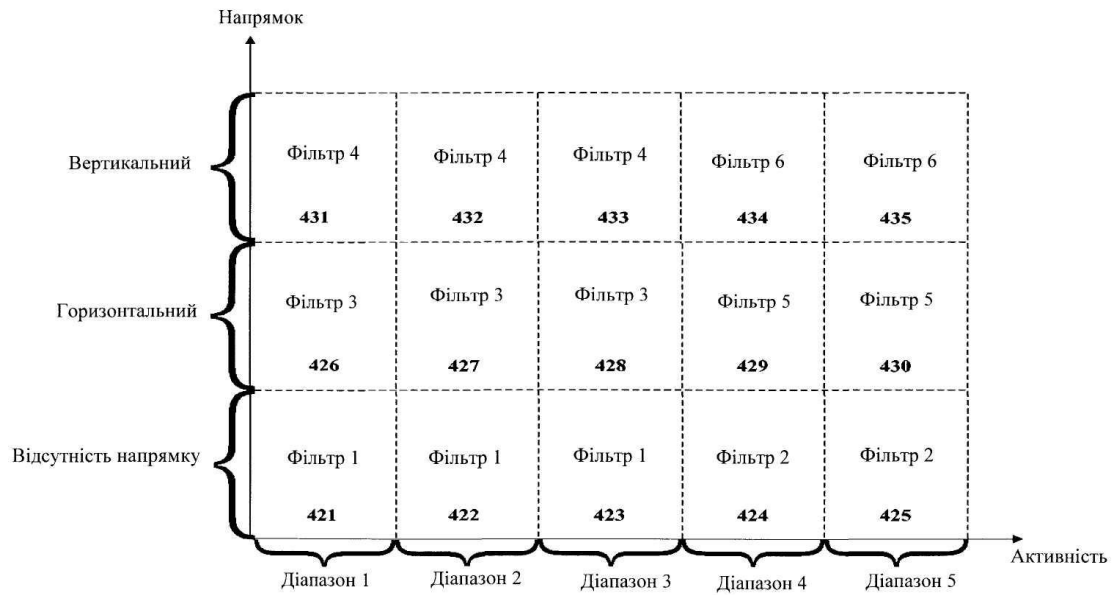 Напрямок
Вертикальний
Фільтр 4
Фільтр 4
Фільтр 4
Фільтр 6
Фільтр 6
431
432
433
434
435
Горизонтальний
Фільтр 3
Фільтр 3
Фільтр 3
Фільтр 5
Фільтр 5
426
427
428
429
430
Відсутність напрямку
Фільтр 1
Фільтр 1
Фільтр 1
Фільтр 2
Фільтр 2
421
422
423
424
425
Активність
Діапазон 1
Діапазон 2
Діапазон 3
Діапазон 4
Діапазон 5